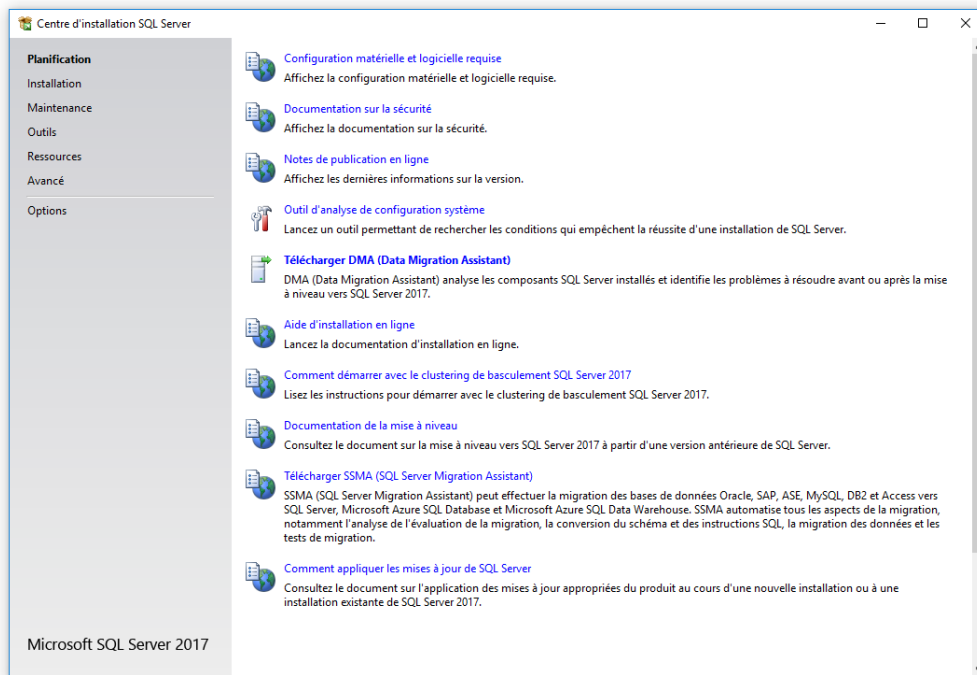 Centre d'installation SQL Server
Planification
Installation
Maintenance
Outils
Ressources
Avancé
Options
Microsoft SQL Server 2017
Configuration matérielle et logicielle requise
Affichez la configuration matérielle et logicielle requise.
Documentation sur la sécurité
Affichez la documentation sur la sécurité.
Notes de publication en ligne
Affichez les dernières informations sur la version.
Outil d'analyse de configuration système
Lancez un outil permettant de rechercher les conditions qui empêchent la réussite d'une installation de SQL Server.
Télécharger DMA (Data Migration Assistant)
DMA (Data Migration Assistant) analyse les composants SQL Server installés et identifie les problèmes à résoudre avant ou après la mise
à niveau vers SQL Server 2017.
Aide d'installation en ligne
Lancez la documentation d'installation en ligne.
Comment démarrer avec le clustering de basculement SQL Server 2017
Lisez les instructions pour démarrer avec le clustering de basculement SQL Server 2017.
Documentation de la mise à niveau
Consultez le document sur la mise à niveau vers SQL Server 2017 à partir d'une version antérieure de SQL Server.
Télécharger SSMA (SQL Server Migration Assistant)
SSMA (SQL Server Migration Assistant) peut effectuer la migration des bases de données Oracle, SAP, ASE, MySQL, DB2 et Access vers
SQL Server, Microsoft Azure SQL Database et Microsoft Azure SQL Data Warehouse. SSMA automatise tous les aspects de la migration,
notamment l'analyse de l'évaluation de la migration, la conversion du schéma et des instructions SQL, la migration des données et les
tests de migration.
Comment appliquer les mises à jour de SQL Server
Consultez le document sur l'application des mises à jour appropriées du produit au cours d'une nouvelle installation ou à une
installation existante de SQL Server 2017.